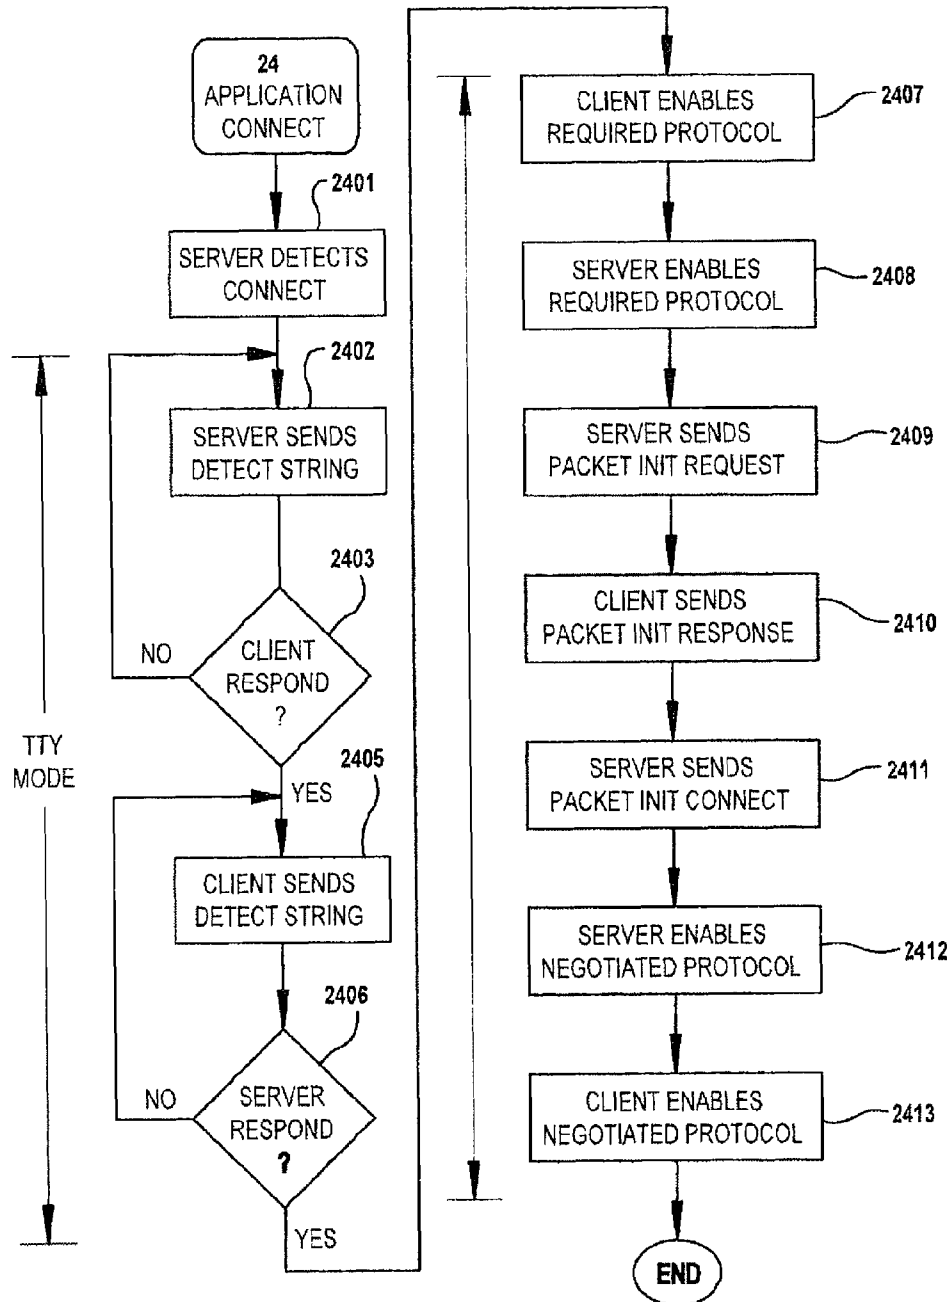 24
APPLICATION
CONNECT
2401
SERVER DETECTS
CONNECT
2402
SERVER SENDS
DETECT STRING
2403
CLIENT
RESPOND
?
NO
YES
TTY
MODE
2405
CLIENT SENDS
DETECT STRING
2406
SERVER
RESPOND
?
NO
YES
CLIENT ENABLES
REQUIRED PROTOCOL
2407
SERVER ENABLES
REQUIRED PROTOCOL
2408
SERVER SENDS
PACKET INIT REQUEST
2409
CLIENT SENDS
PACKET INIT RESPONSE
2410
SERVER SENDS
PACKET INIT CONNECT
2411
SERVER ENABLES
NEGOTIATED PROTOCOL
2412
CLIENT ENABLES
NEGOTIATED PROTOCOL
2413
END